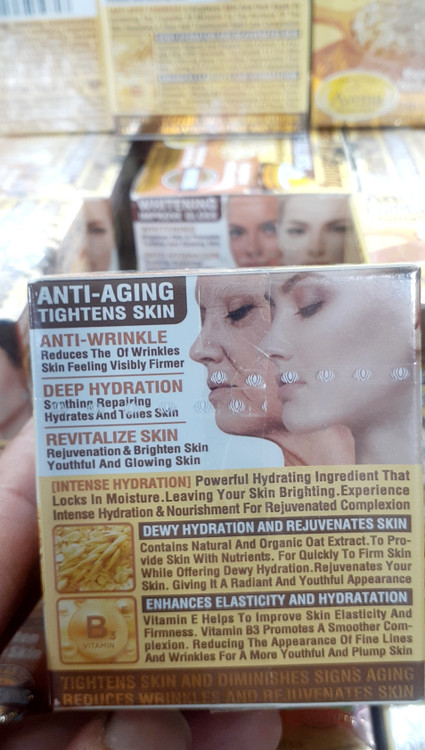 WHITENING
ANTI-AGING
TIGHTENS SKIN
ANTI-WRINKLE
Reduces The Of Wrinkles
Skin Feeling Visibly Firmer
DEEP HYDRATION
Soothing Repairing
Hydrates And Tones Skin
REVITALIZE SKIN
Rejuvenation & Brighten Skin
Youthful And Glowing Skin
[INTENSE HYDRATION] Powerful Hydrating Ingredient That
Locks In Moisture.Leaving Your Skin Brighting.Experience
Intense Hydration & Nourishment For Rejuvenated Complexion
DEWY HYDRATION AND REJUVENATES SKIN
Contains Natural And Organic Oat Extract.To Pro-
vide Skin With Nutrients. For Quickly To Firm Skin
While Offering Dewy Hydration.Rejuvenates Your
Skin. Giving It A Radiant And Youthful Appearance
ENHANCES ELASTICITY AND HYDRATATION
Vitamin E Helps To Improve Skin Elasticity And
Firmness. Vitamin B3 Promotes A Smoother Com-
plexion. Reducing The Appearance Of Fine Lines
And Wrinkles For A More Youthful And Plump Skin
B3
VITAMIN
TIGHTENS SKIN AND DIMINISHES SIGNS AGING
REDUCES WRINKLES AND REJUVENATES SKIN